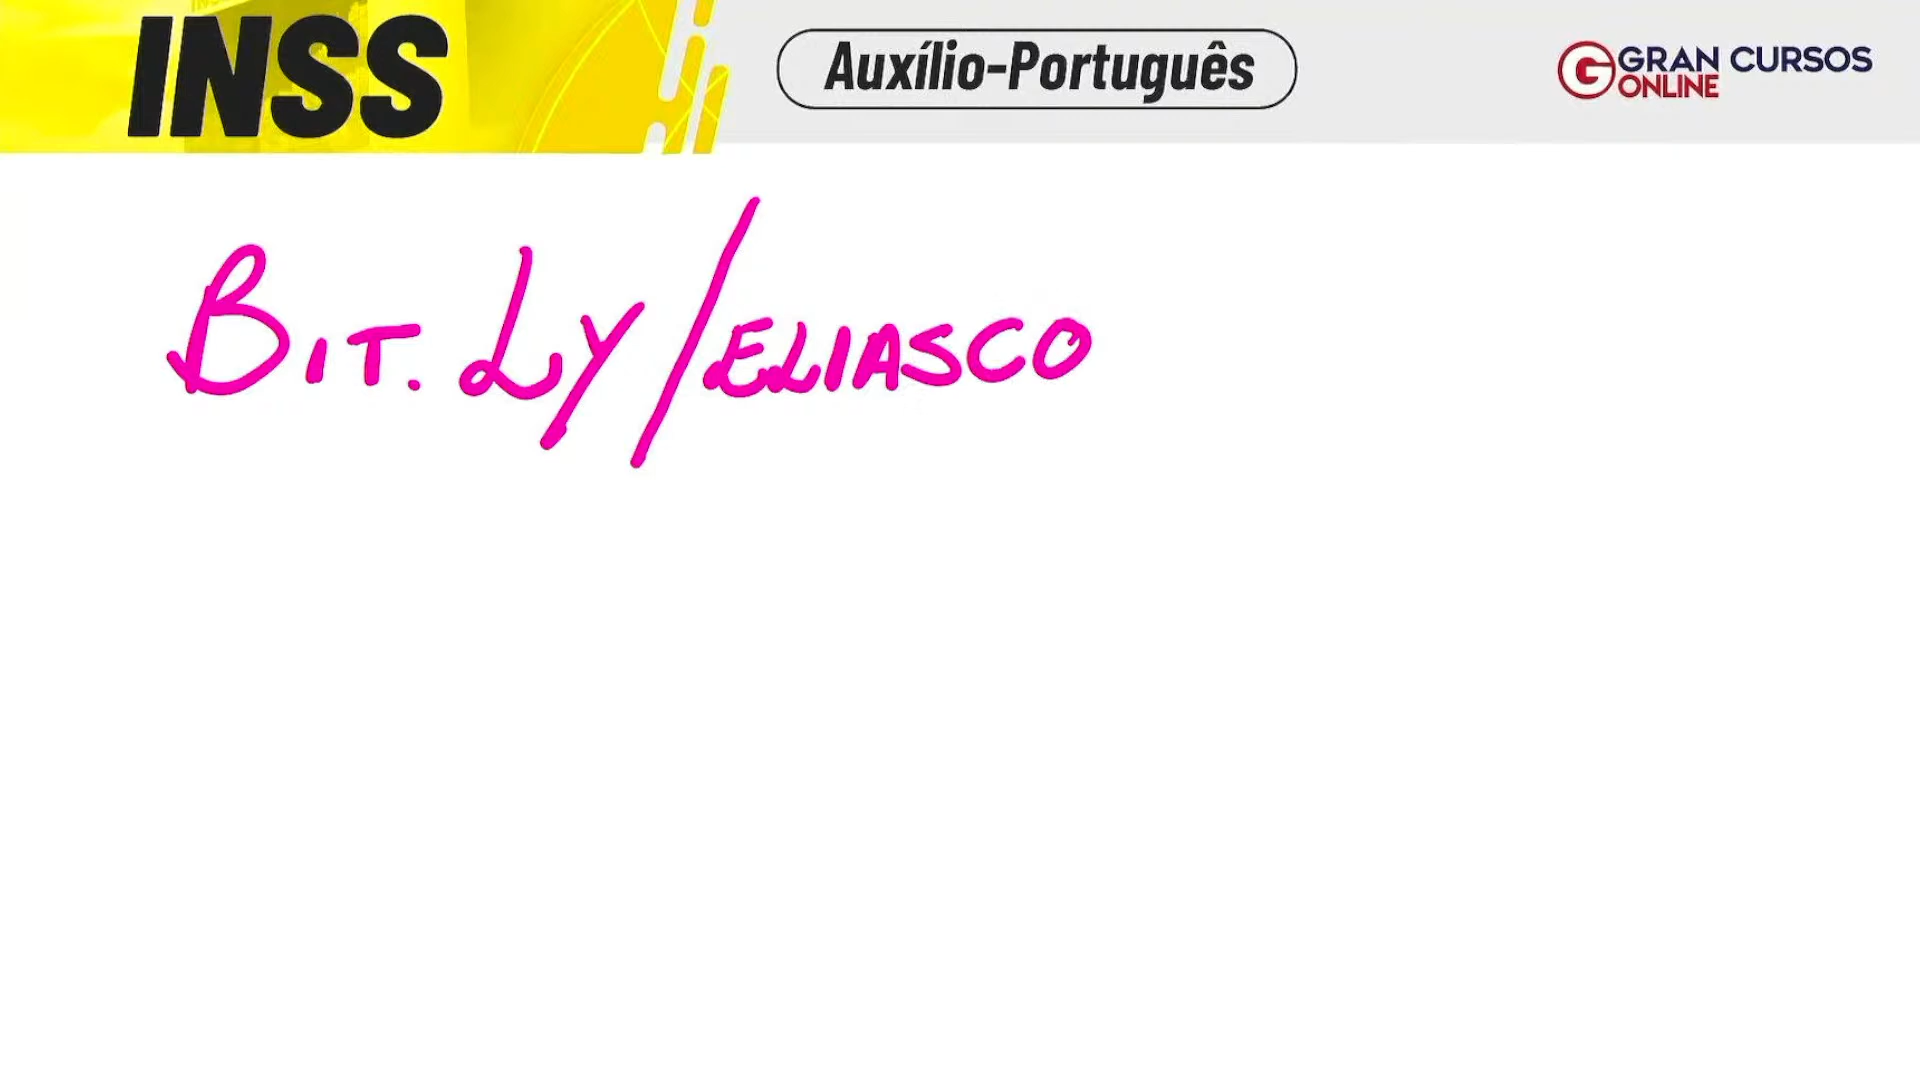 INSS
Auxílio-Português
GRAN CURSOS
ONLINE
BIT.LY/ELIASCO